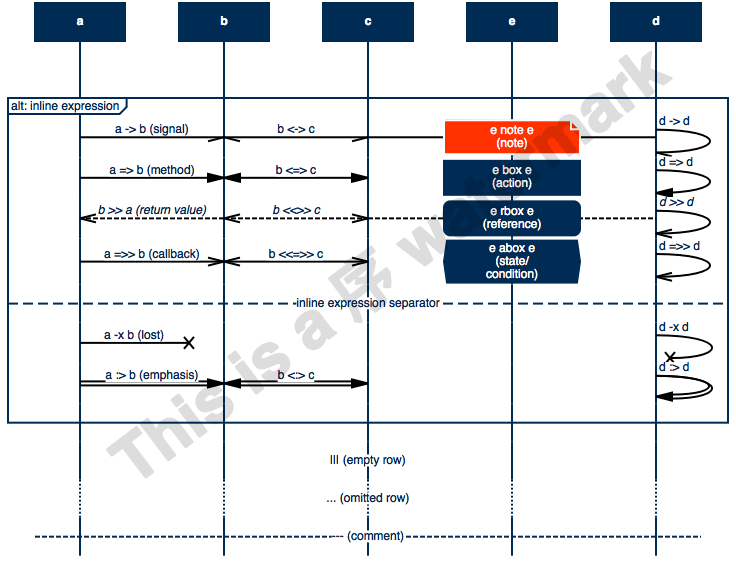 a b c e d
alt: inline expression
a -> b (signal) b <-> c e note e d -> d
(note)
a => b (method) b <=> c e box e d => d
(action)
b >> a (return value) b <<>> c e rbox e d >> d
(reference)
a =>> b (callback) b <<=>> c e abox e d =>> d
(state/
condition)
inline expression separator
a -x b (lost) d -x d
a :> b (emphasis) b <:> c d :> d
||| (empty row)
... (omitted row)
--- (comment)
This is a 序 watermark